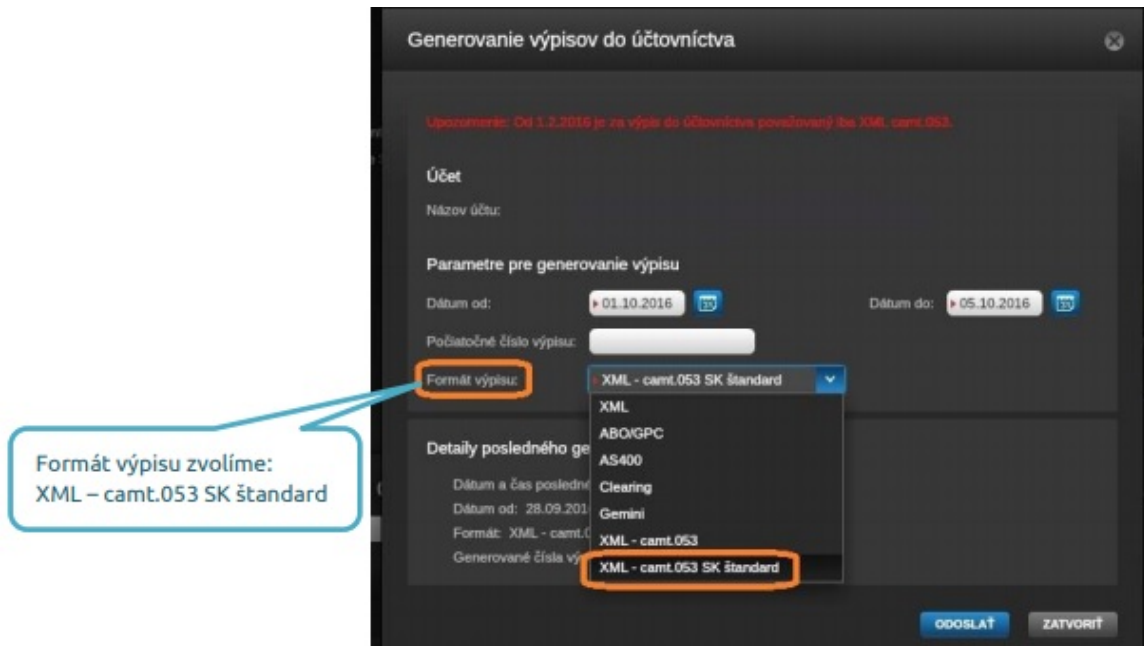 Generovanie výpisov do účtovníctva
Upozornenie: Od 1.2.2016 je za výpis do účtovníctva považovaný iba XML camt.053.
Účet
Názov účtu:
Parametre pre generovanie výpisu
Dátum od: 01.10.2016 Dátum do: 05.10.2016
Počiatočné číslo výpisu:
Formát výpisu: XML - camt.053 SK štandard
XML
ABO/GPC
AS400
Clearing
Gemini
XML - camt.053
XML - camt.053 SK štandard
Detaily posledného
Dátum a čas
Dátum od: 28.09.201
Formát: XML - camt.0
Generované čísla
Formát výpisu zvolíme:
XML – camt.053 SK štandard
ODOSLAŤ ZATVORIŤ